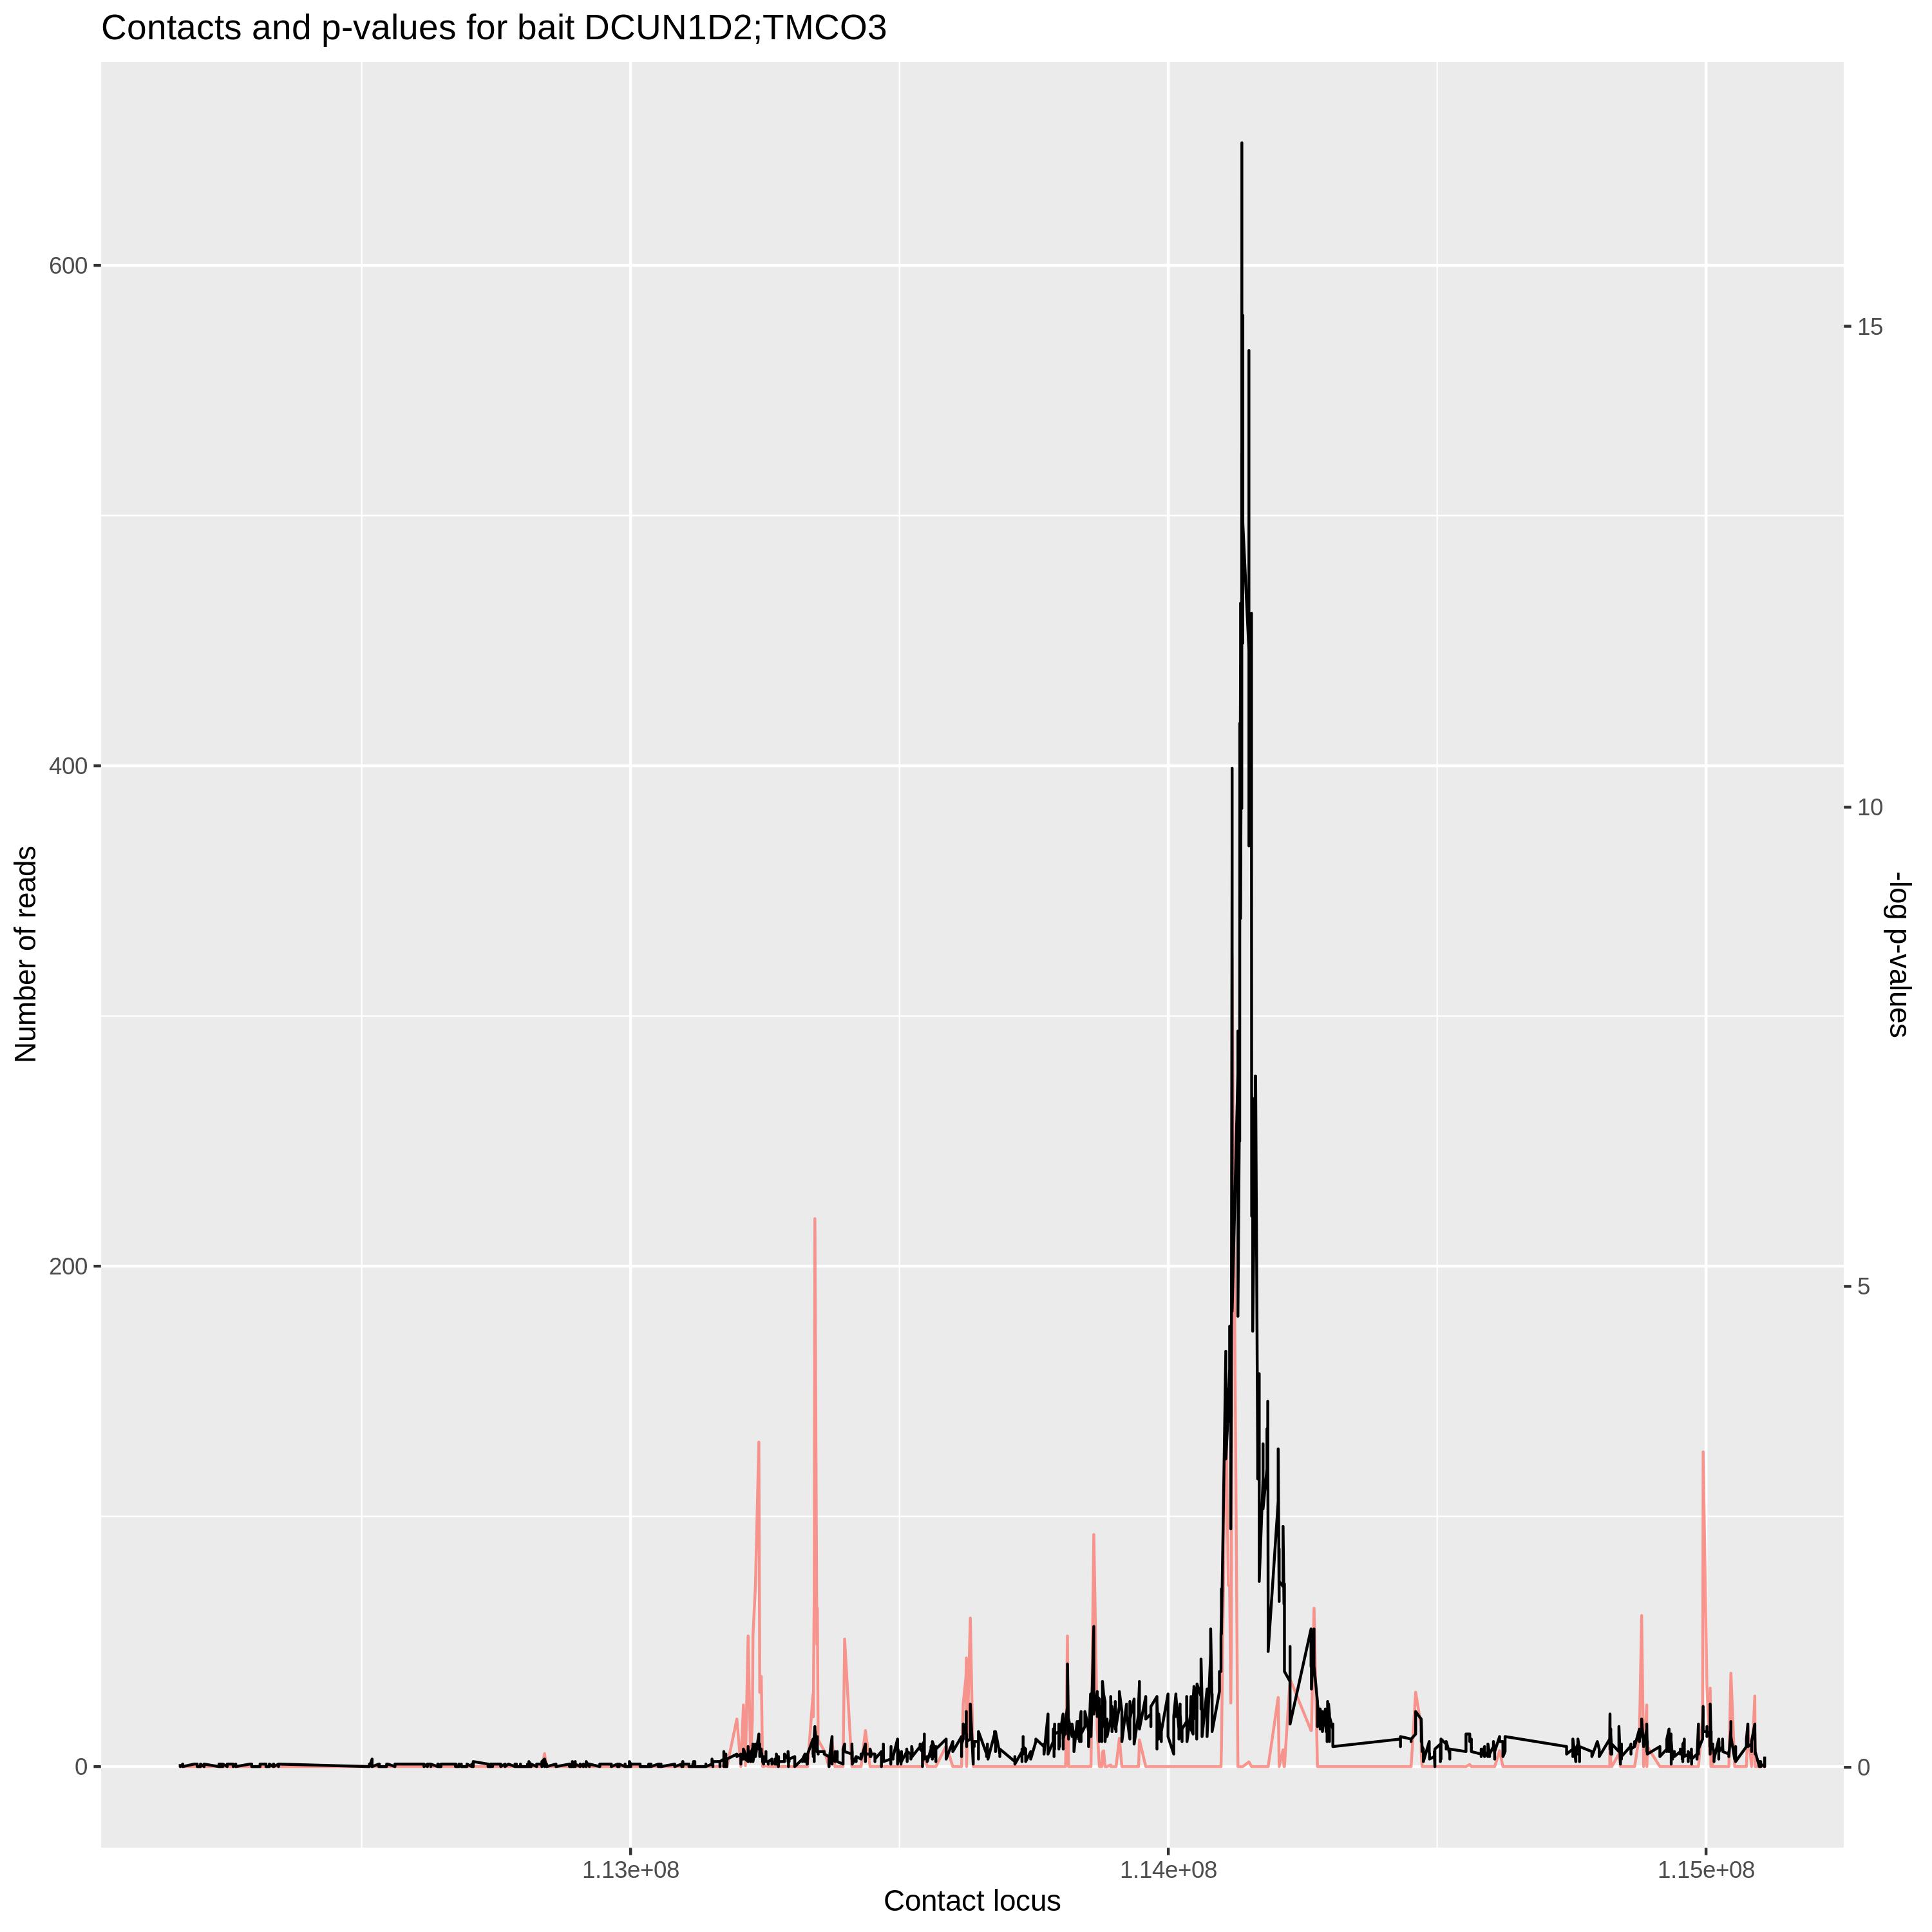 Contacts and p-values for bait DCUN1D2;TMCO3
600
400
200
0
Number of reads
15
10
5
0
-log p-values
1.13e+08
1.14e+08
1.15e+08
Contact locus